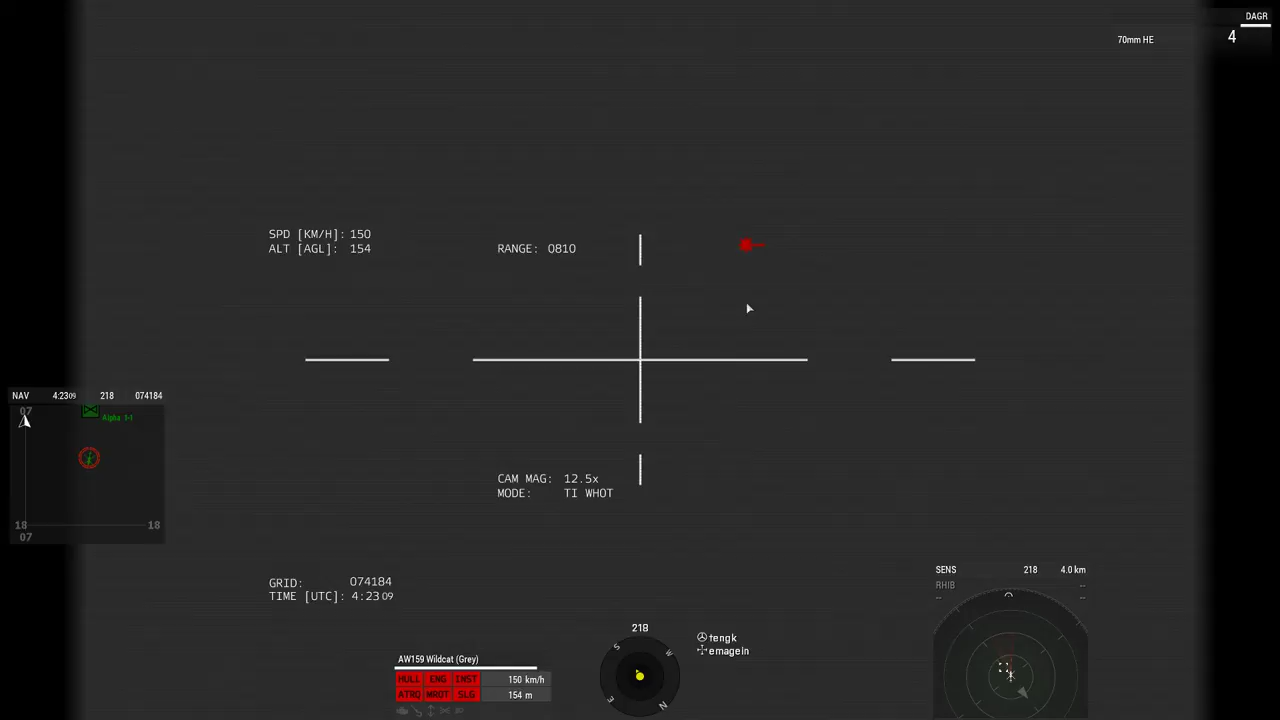 DAGR
70mm HE
4
SPD [KM/H]: 150
ALT [AGL]: 154
RANGE: 0810
NAV 4:23 09 218 074184
07
Alpha 1-1
18 18
07
CAM MAG: 12.5x
MODE: TI WHOT
GRID: 074184
TIME [UTC]: 4:23 09
SENS 218 4.0 km
RHIB --
-- --
218
S W
E N
tengk
emagein
AW159 Wildcat (Grey)
HULL ENG INST 150 km/h
ATRQ MROT SLG 154 m